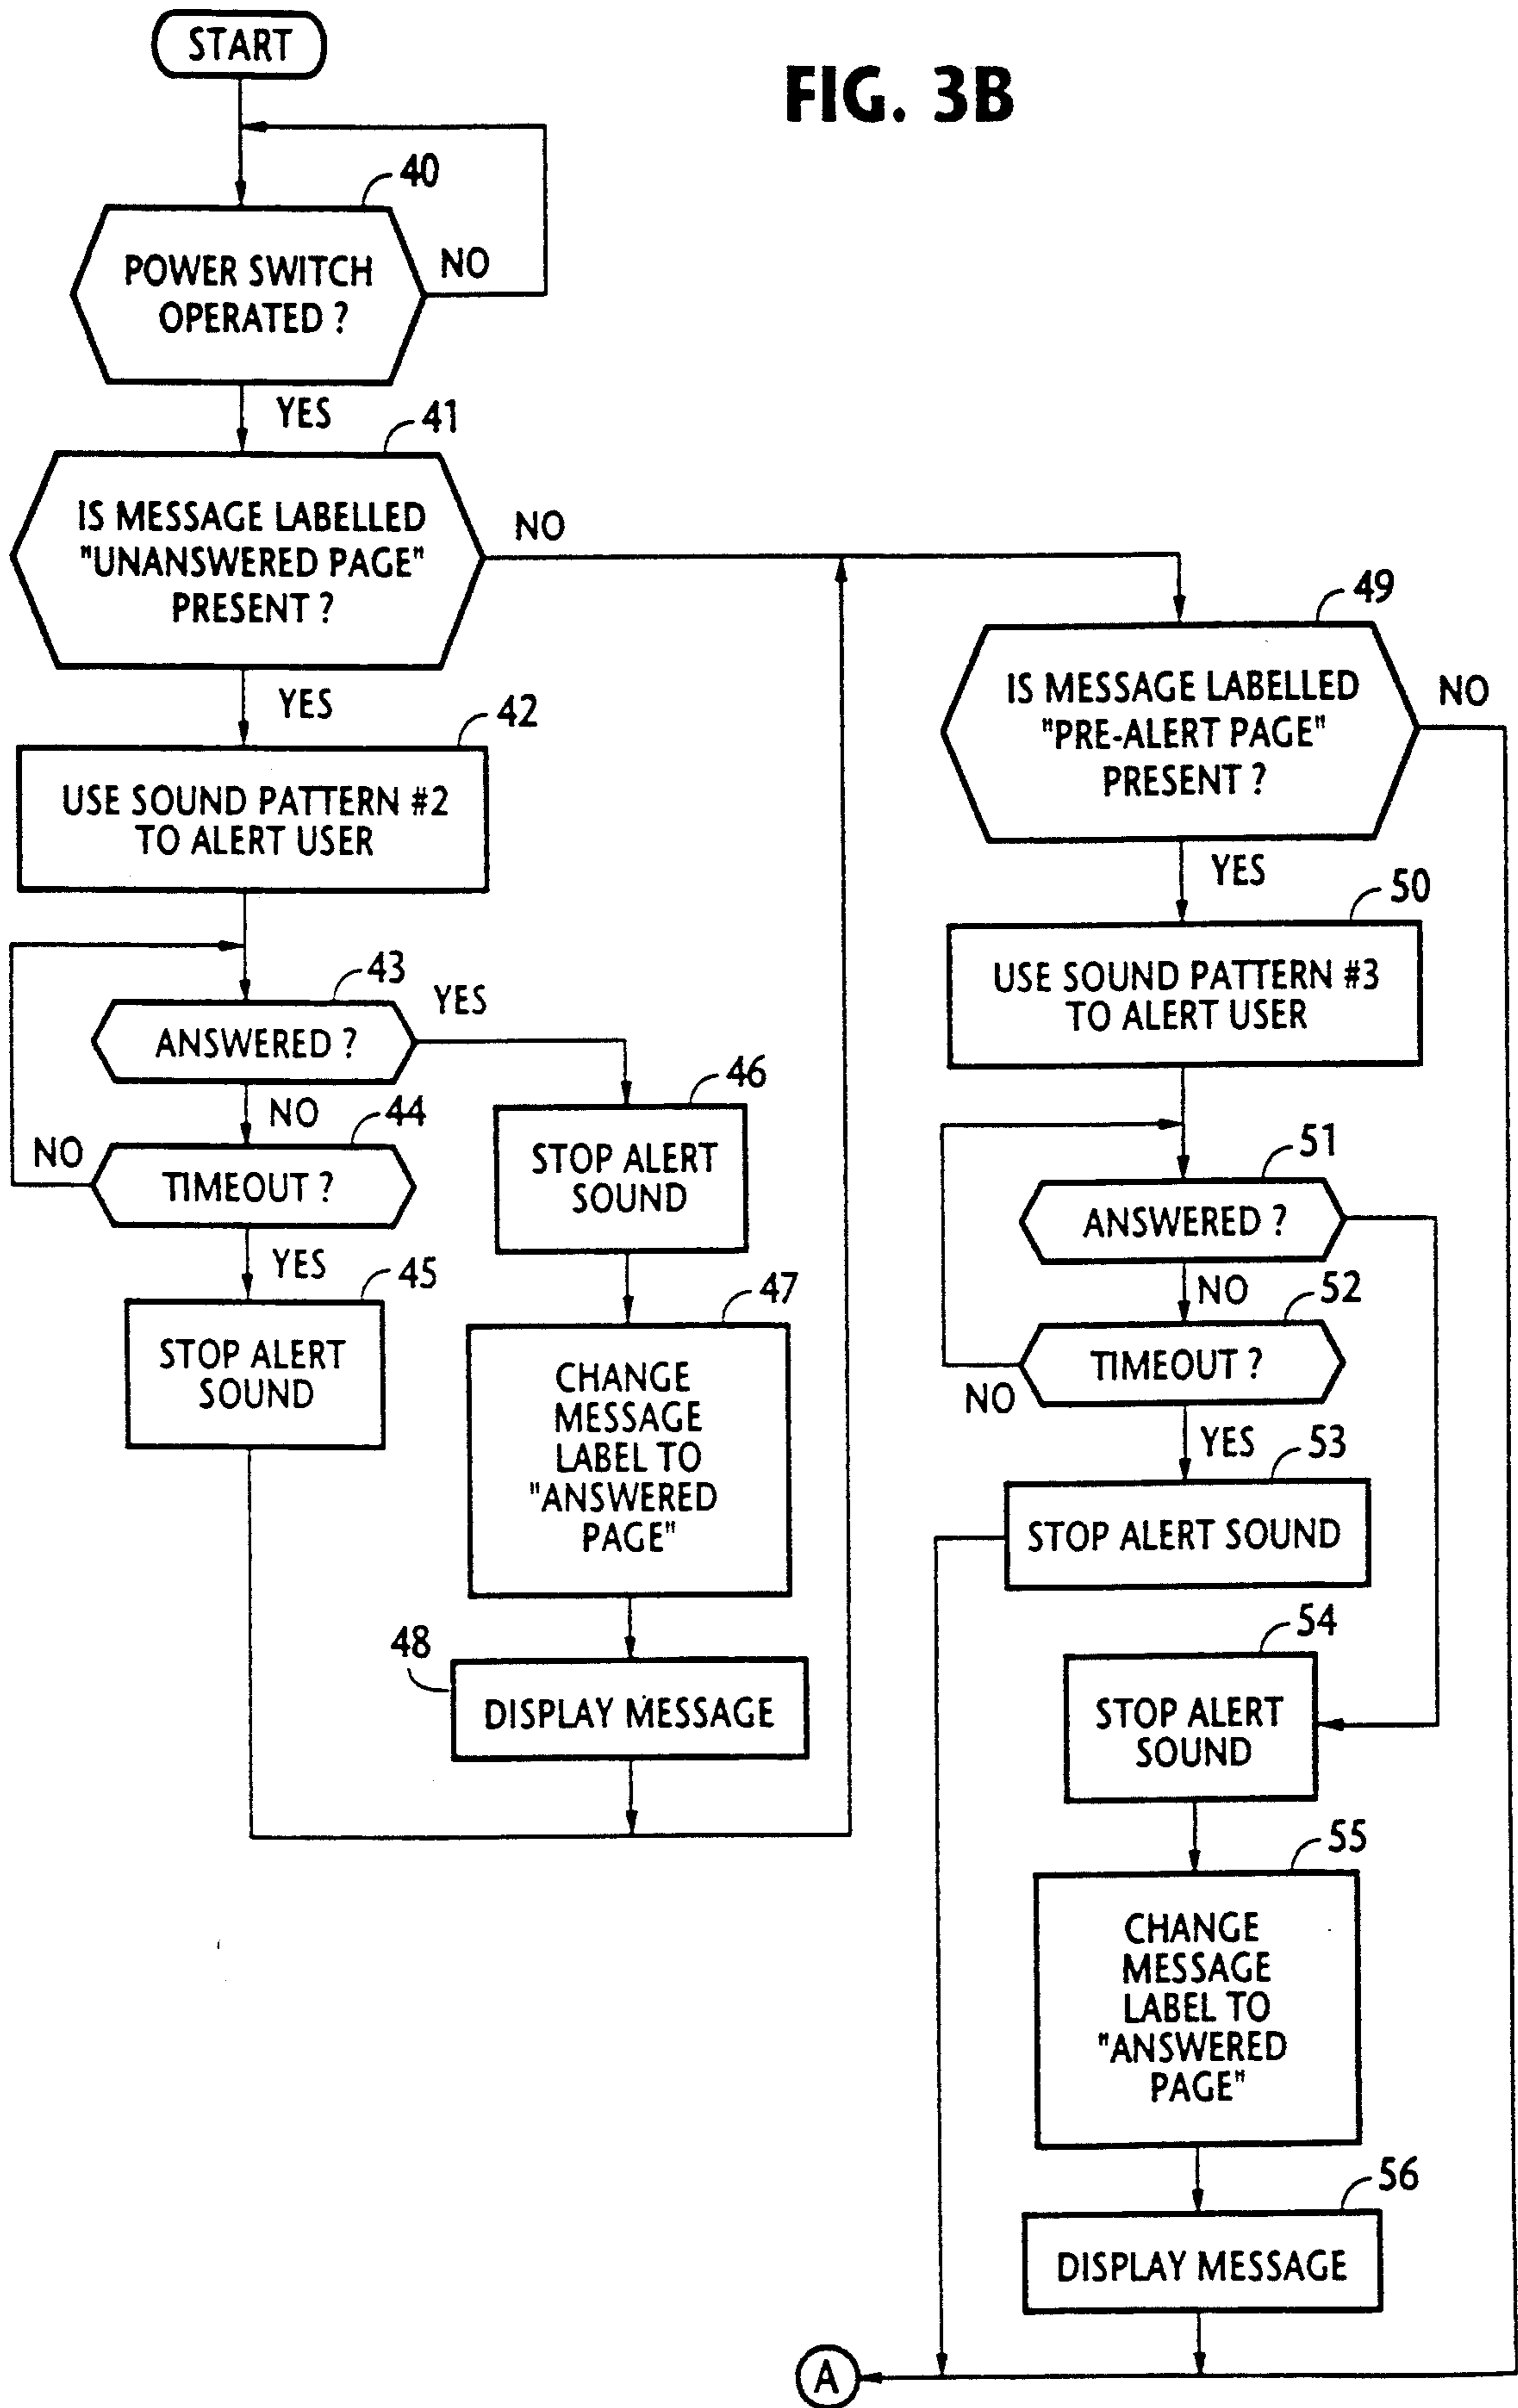 START
FIG. 3B
40
POWER SWITCH
OPERATED ?
NO
YES
41
IS MESSAGE LABELLED
"UNANSWERED PAGE"
PRESENT ?
NO
YES
42
USE SOUND PATTERN #2
TO ALERT USER
43
ANSWERED ?
YES
NO
44
TIMEOUT ?
NO
YES
45
STOP ALERT
SOUND
46
STOP ALERT
SOUND
47
CHANGE
MESSAGE
LABEL TO
"ANSWERED
PAGE"
48
DISPLAY MESSAGE
49
IS MESSAGE LABELLED
"PRE-ALERT PAGE"
PRESENT ?
NO
YES
50
USE SOUND PATTERN #3
TO ALERT USER
51
ANSWERED ?
NO
52
TIMEOUT ?
NO
YES
53
STOP ALERT SOUND
54
STOP ALERT
SOUND
55
CHANGE
MESSAGE
LABEL TO
"ANSWERED
PAGE"
56
DISPLAY MESSAGE
A